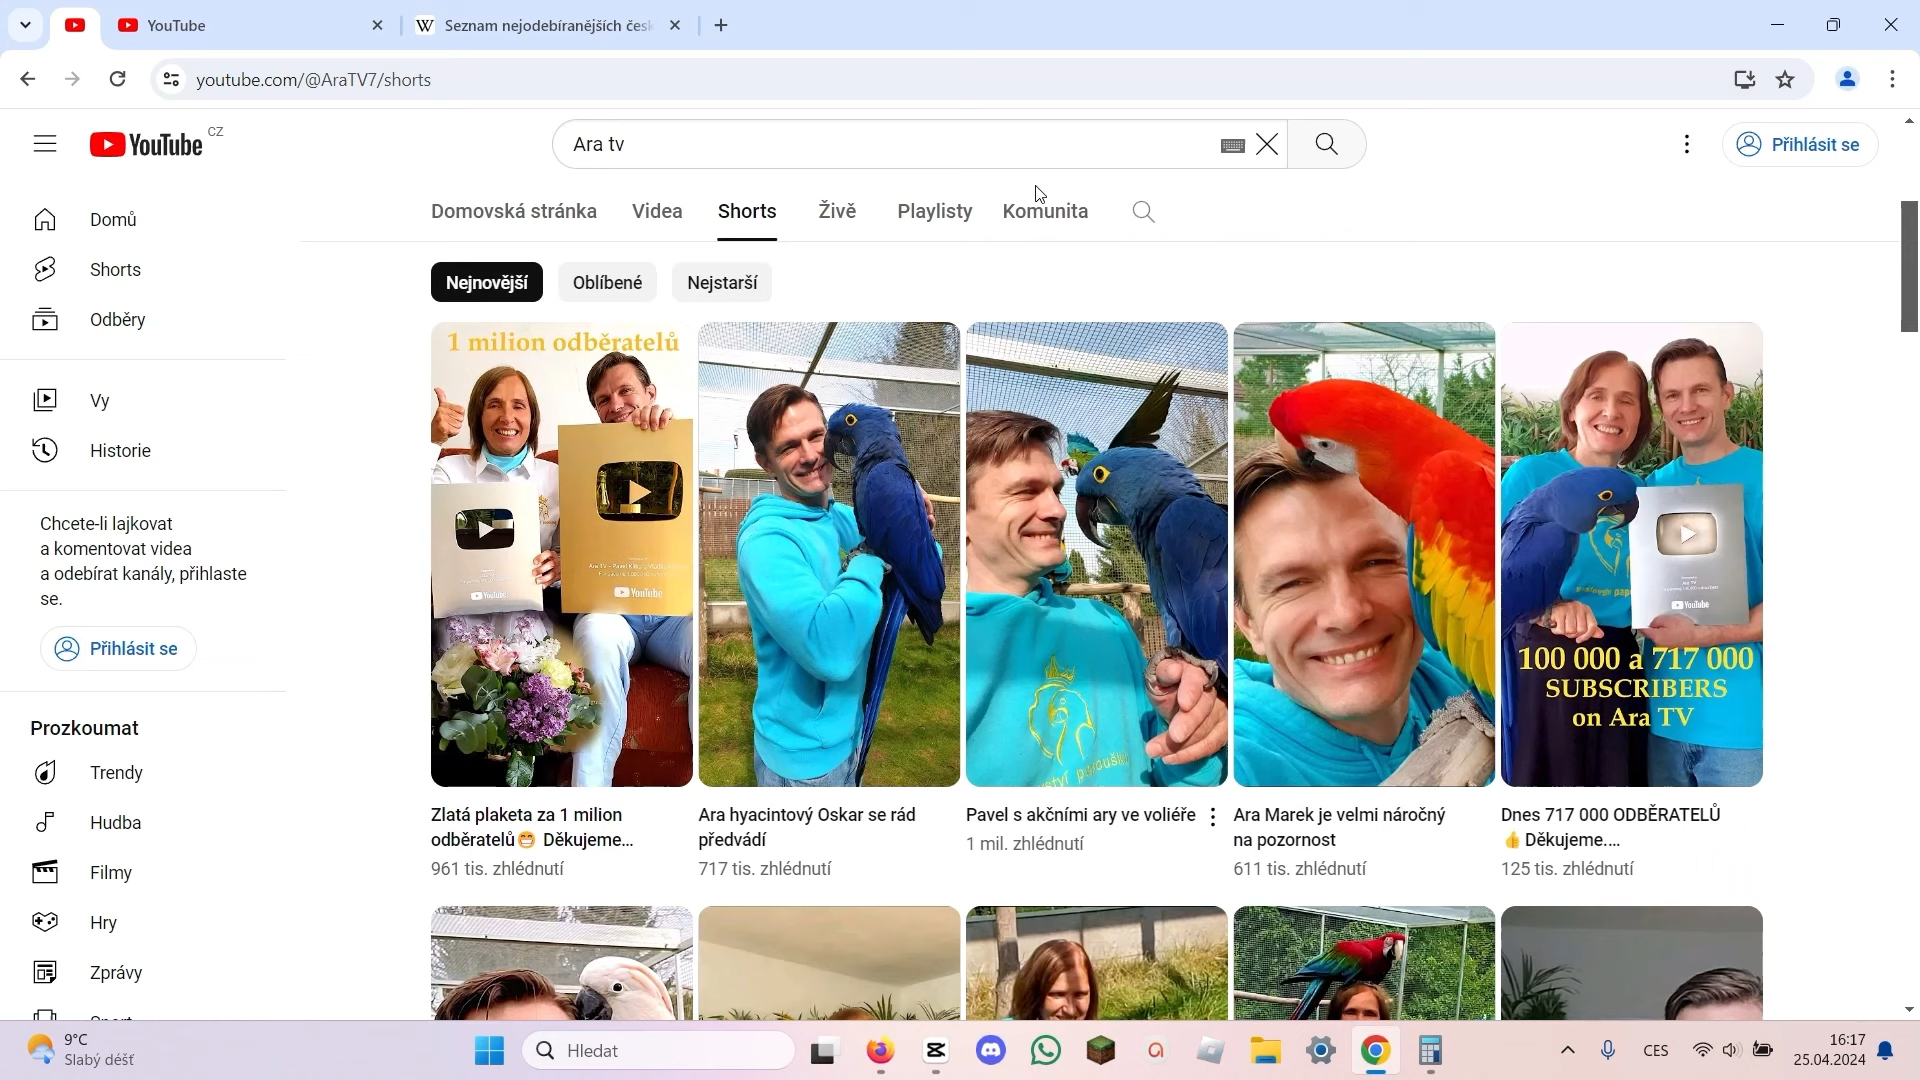 YouTube
Seznam nejodebíranějších česk
youtube.com/@AraTV7/shorts
YouTube CZ
Ara tv
Přihlásit se
Domů
Shorts
Odběry
Vy
Historie
Chcete-li lajkovat
a komentovat videa
a odebírat kanály, přihlaste
se.
Přihlásit se
Prozkoumat
Trendy
Hudba
Filmy
Hry
Zprávy
Domovská stránka
Videa
Shorts
Živě
Playlisty
Komunita
Nejnovější
Oblíbené
Nejstarší
1 milion odběratelů
YouTube
YouTube
100 000 a 717 000
SUBSCRIBERS
on Ara TV
YouTube
Zlatá plaketa za 1 milion
odběratelů😁 Děkujeme...
961 tis. zhlédnutí
Ara hyacintový Oskar se rád
předvádí
717 tis. zhlédnutí
Pavel s akčními ary ve voliéře
1 mil. zhlédnutí
Ara Marek je velmi náročný
na pozornost
611 tis. zhlédnutí
Dnes 717 000 ODBĚRATELŮ
👍 Děkujeme....
125 tis. zhlédnutí
9°C
Slabý déšť
Hledat
CES
16:17
25.04.2024